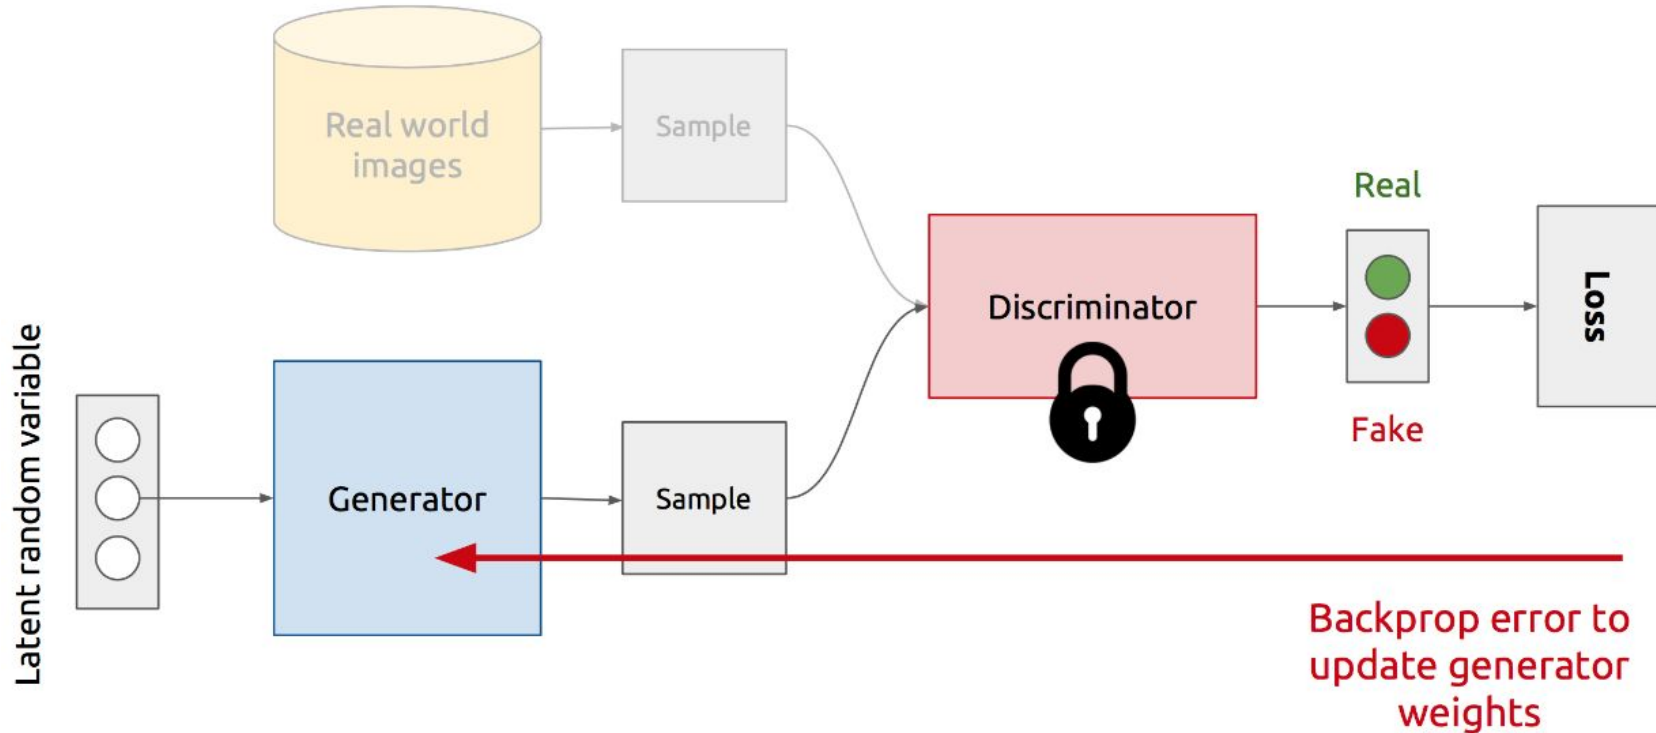 Real world
images
Sample
Real
Discriminator
Loss
Fake
Latent random variable
Generator
Sample
Backprop error to
update generator
weights